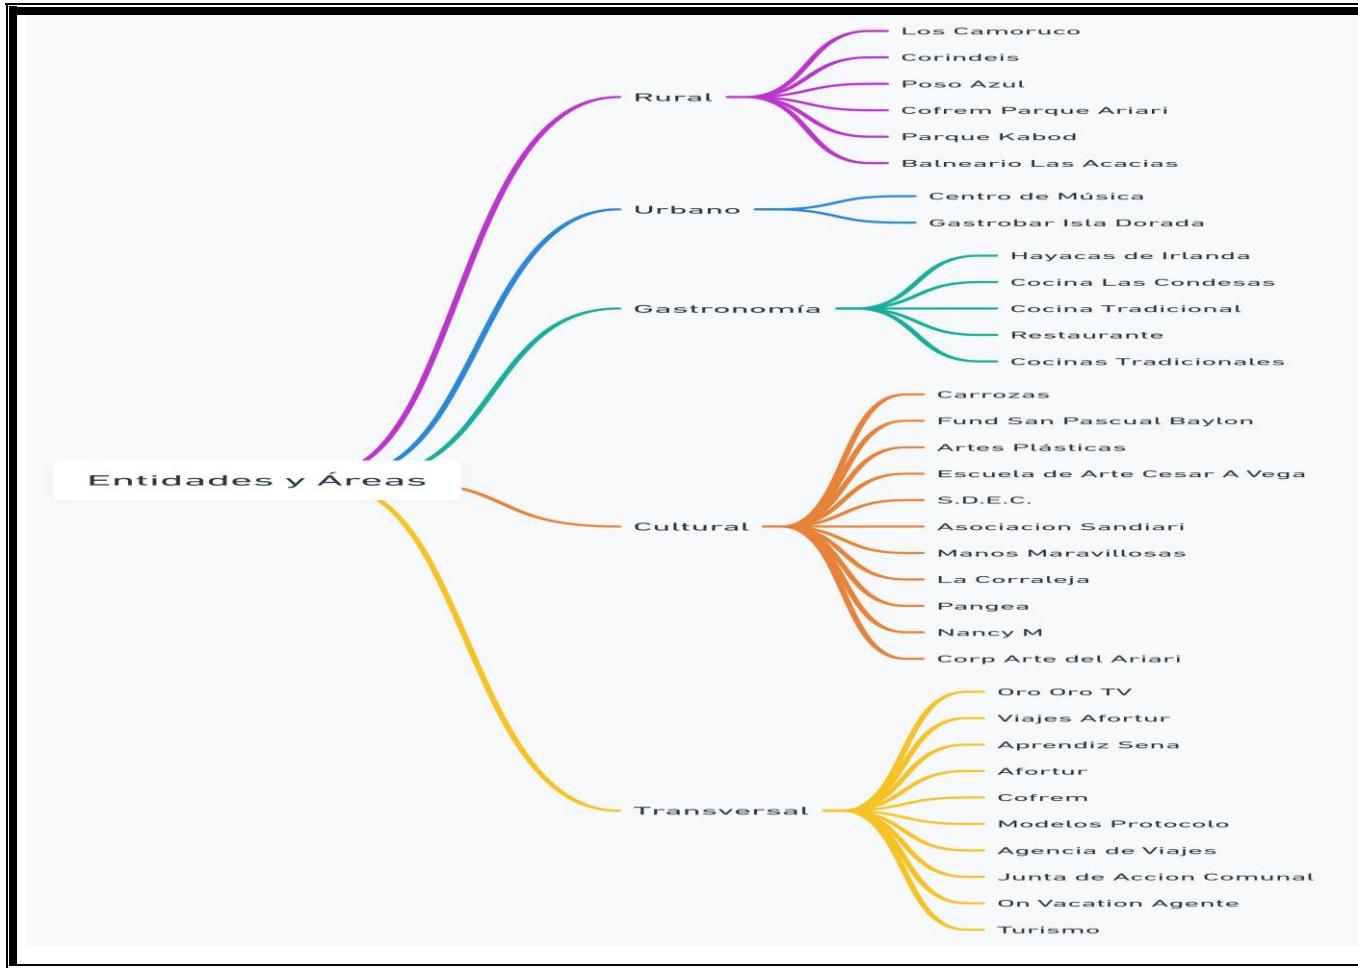 Entidades y Áreas
Rural
Los Camoruco
Corindeis
Poso Azul
Cofrem Parque Ariari
Parque Kabod
Balneario Las Acacias
Urbano
Centro de Música
Gastrobar Isla Dorada
Gastronomía
Hayacas de Irlanda
Cocina Las Condesas
Cocina Tradicional
Restaurante
Cocinas Tradicionales
Cultural
Carrozas
Fund San Pascual Baylon
Artes Plásticas
Escuela de Arte Cesar A Vega
S.D.E.C.
Asociacion Sandiari
Manos Maravillosas
La Corraleja
Pangea
Nancy M
Corp Arte del Ariari
Transversal
Oro Oro TV
Viajes Afortur
Aprendiz Sena
Afortur
Cofrem
Modelos Protocolo
Agencia de Viajes
Junta de Accion Comunal
On Vacation Agente
Turismo